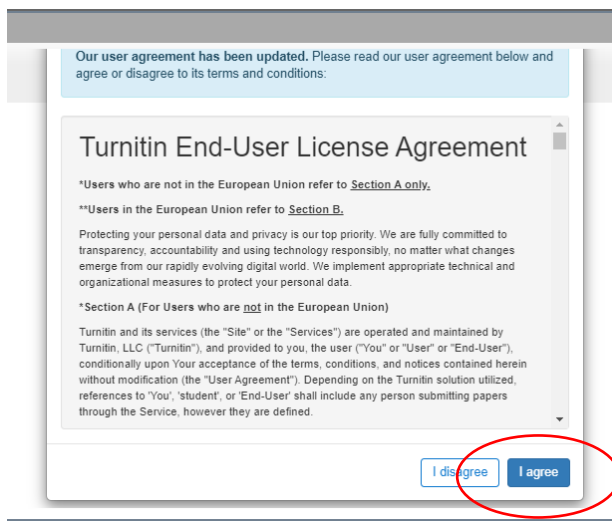 Our user agreement has been updated. Please read our user agreement below and
agree or disagree to its terms and conditions:
Turnitin End-User License Agreement
*Users who are not in the European Union refer to Section A only.
**Users in the European Union refer to Section B.
Protecting your personal data and privacy is our top priority. We are fully committed to
transparency, accountability and using technology responsibly, no matter what changes
emerge from our rapidly evolving digital world. We implement appropriate technical and
organizational measures to protect your personal data.
*Section A (For Users who are not in the European Union)
Turnitin and its services (the "Site" or the "Services") are operated and maintained by
Turnitin, LLC ("Turnitin"), and provided to you, the user ("You" or "User" or "End-User"),
conditionally upon Your acceptance of the terms, conditions, and notices contained herein
without modification (the "User Agreement"). Depending on the Turnitin solution utilized,
references to 'You', 'student', or 'End-User' shall include any person submitting papers
through the Service, however they are defined.
I disagree I agree